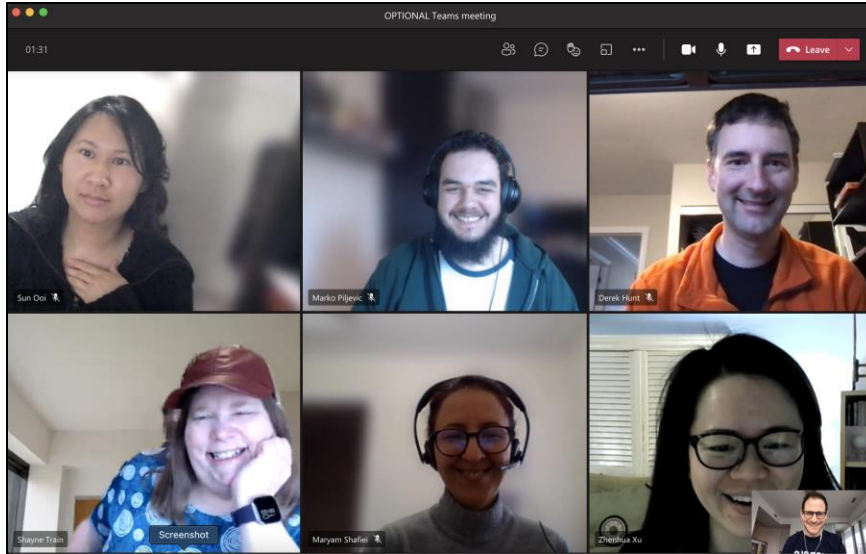 OPTIONAL Teams meeting
01:31
Leave
Sun Ooi
Marko Piljevic
Derek Hunt
Shayne Train
Screenshot
Maryam Shafiei
Zhenhua Xu